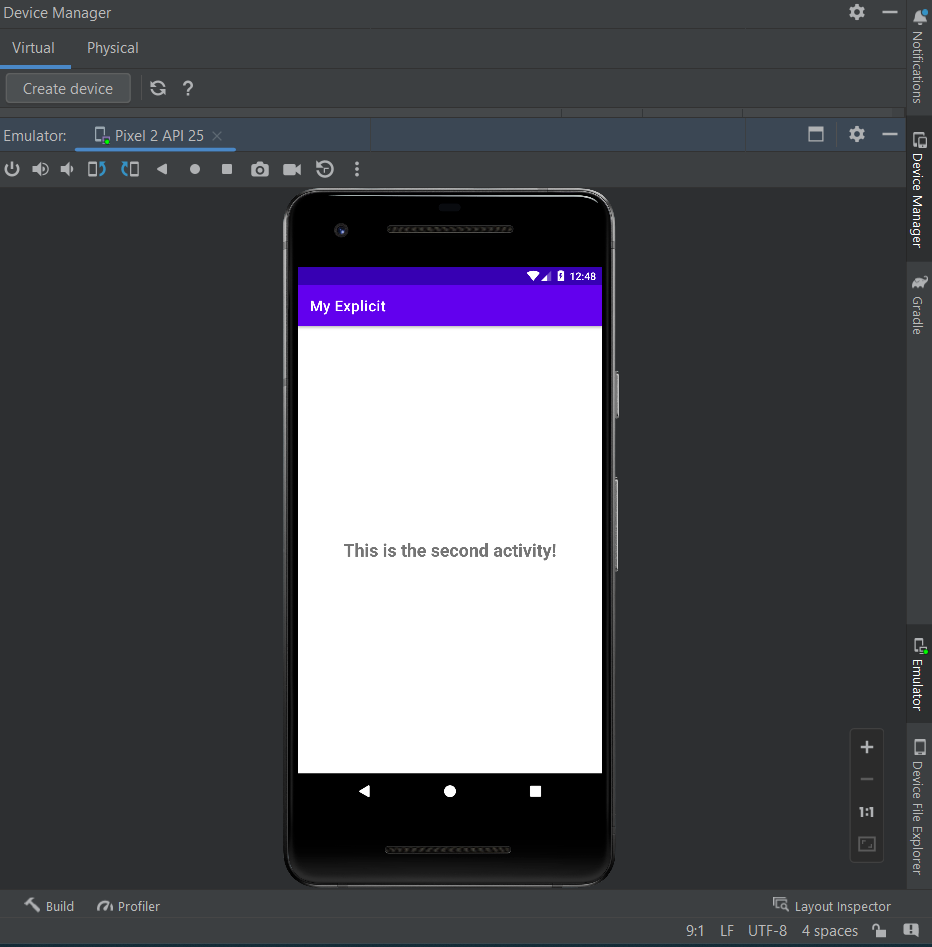 Device Manager
Virtual Physical
Create device ?
Emulator: Pixel 2 API 25
12:48
My Explicit
This is the second activity!
1:1
Notifications
Device Manager
Gradle
Emulator
Device File Explorer
Build Profiler Layout Inspector
9:1 LF UTF-8 4 spaces